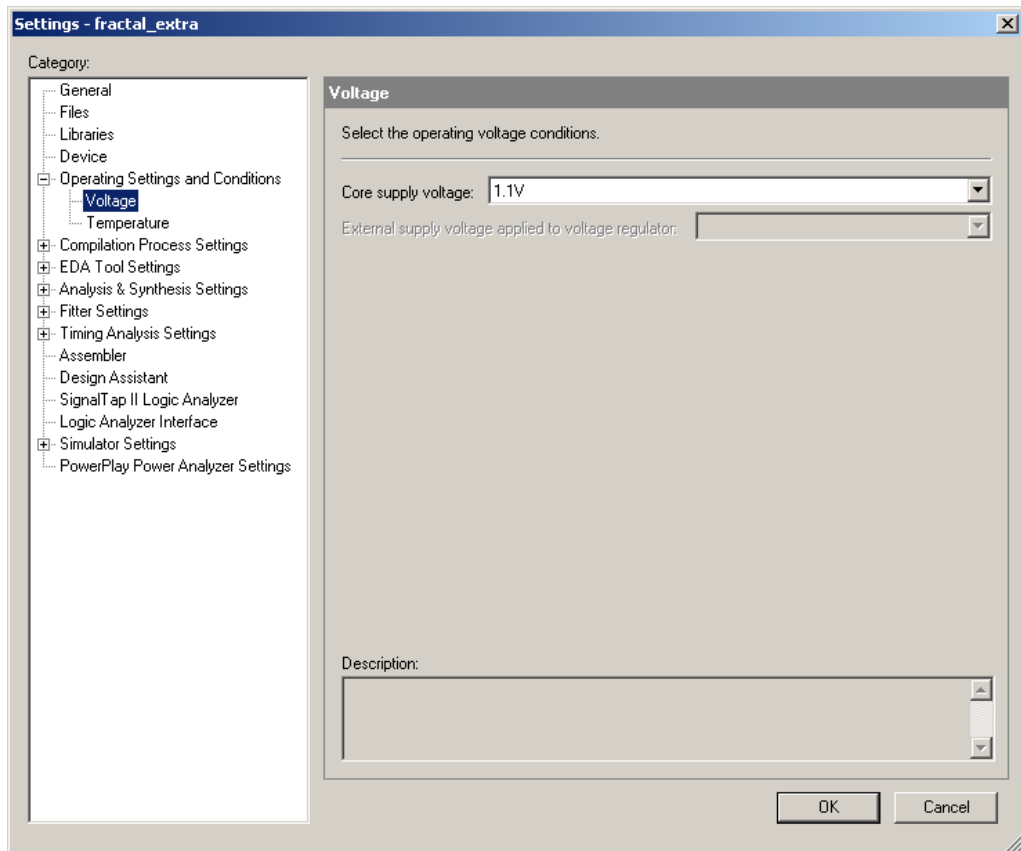 Settings - fractal_extra
Category:
General
Files
Libraries
Device
Operating Settings and Conditions
Voltage
Temperature
Compilation Process Settings
EDA Tool Settings
Analysis & Synthesis Settings
Fitter Settings
Timing Analysis Settings
Assembler
Design Assistant
SignalTap II Logic Analyzer
Logic Analyzer Interface
Simulator Settings
PowerPlay Power Analyzer Settings
Voltage
Select the operating voltage conditions.
Core supply voltage: 1.1V
External supply voltage applied to voltage regulator:
Description:
OK Cancel